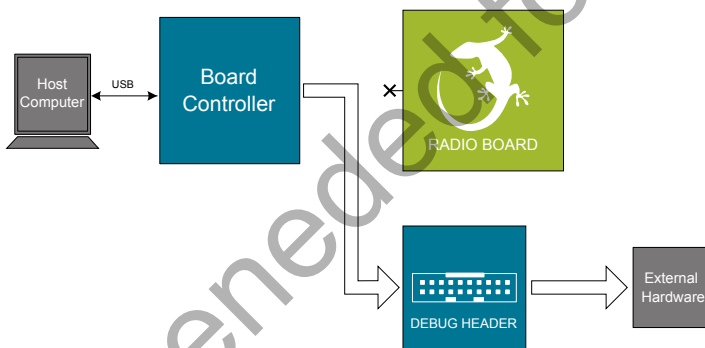 Host
Computer
USB
Board
Controller
RADIO BOARD
DEBUG HEADER
External
Hardware